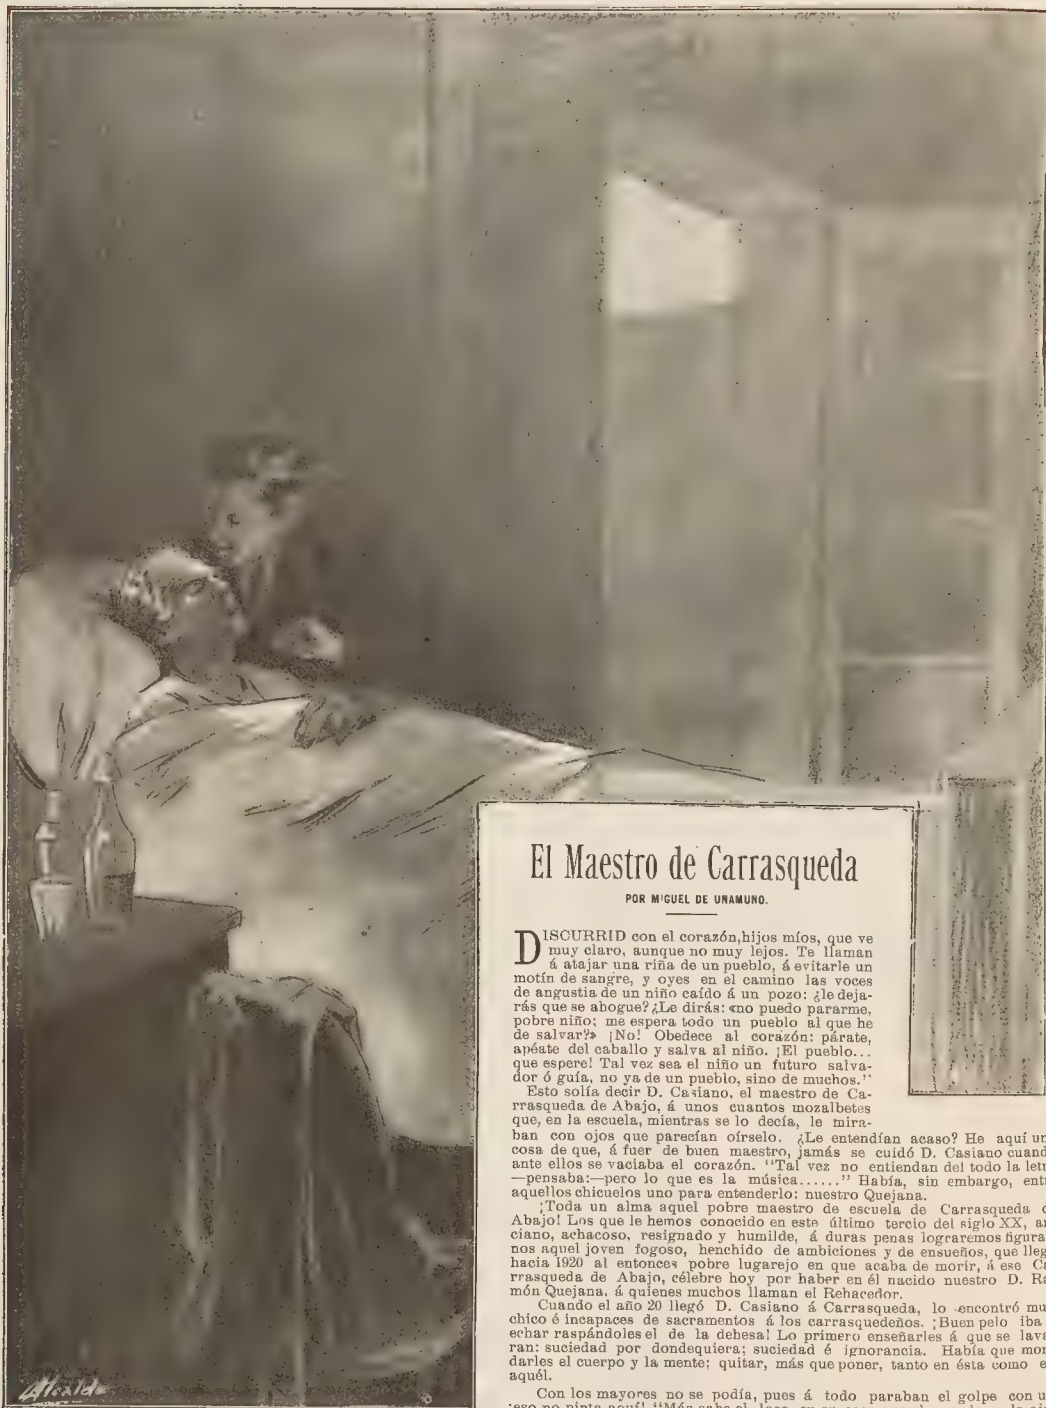 El Maestro de Carrasqueda
POR MIGUEL DE UNAMUNO.
DISCURRID con el corazón, hijos míos, que ve
muy claro, aunque no muy lejos. Te llaman
á atajar una riña de un pueblo, á evitarle un
motín de sangre, y oyes en el camino las voces
de angustia de un niño caído á un pozo: ¿le deja-
rás que se ahogue? ¿Le dirás: «no puedo pararme,
pobre niño; me espera todo un pueblo al que he
de salvar?» ¡No! Obedece al corazón: párate,
apéate del caballo y salva al niño. ¡El pueblo...
que espere! Tal vez sea el niño un futuro salva-
dor ó guía, no ya de un pueblo, sino de muchos.''
Esto solía decir D. Casiano, el maestro de Ca-
rrasqueda de Abajo, á unos cuantos mozalbetes
que, en la escuela, mientras se lo decía, le mira-
ban con ojos que parecían oírselo. ¿Le entendían acaso? He aquí un
cosa de que, á fuer de buen maestro, jamás se cuidó D. Casiano cuand
ante ellos se vaciaba el corazón. "Tal vez no entiendan del todo la letr
—pensaba:—pero lo que es la música......'' Había, sin embargo, entr
aquellos chicuelos uno para entenderlo: nuestro Quejana.
¡Toda un alma aquel pobre maestro de escuela de Carrasqueda d
Abajo! Los que le hemos conocido en este último tercio del siglo XX, an
ciano, achacoso, resignado y humilde, á duras penas lograremos figurar
nos aquel joven fogoso, henchido de ambiciones y de ensueños, que lleg
hacia 1920 al entonces pobre lugarejo en que acaba de morir, á ese Ca
rrasqueda de Abajo, célebre hoy por haber en él nacido nuestro D. Ra
món Quejana, á quienes muchos llaman el Rehacedor.
Cuando el año 20 llegó D. Casiano á Carrasqueda, lo encontró muy
chico é incapaces de sacramentos á los carrasquedeños. ¡Buen pelo iba
echar raspándoles el de la debesa! Lo primero enseñarles á que se lava
ran: suciedad por dondequiera; suciedad é ignorancia. Había que mon
darles el cuerpo y la mente; quitar, más que poner, tanto en ésta como e
aquél.
Con los mayores no se podía, pues á todo paraban el golpe con u
Alcalde